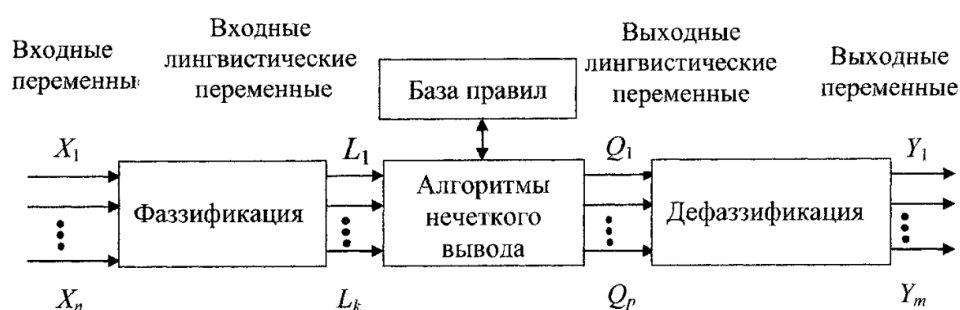 Входные
переменные
Входные
лингвистические
переменные
Выходные
лингвистические
переменные
Выходные
переменные
База правил
X₁
L₁
Q₁
Y₁
Фаззификация
Алгоритмы
нечеткого
вывода
Дефаззификация
Xₙ
Lₖ
Qₚ
Yₘ